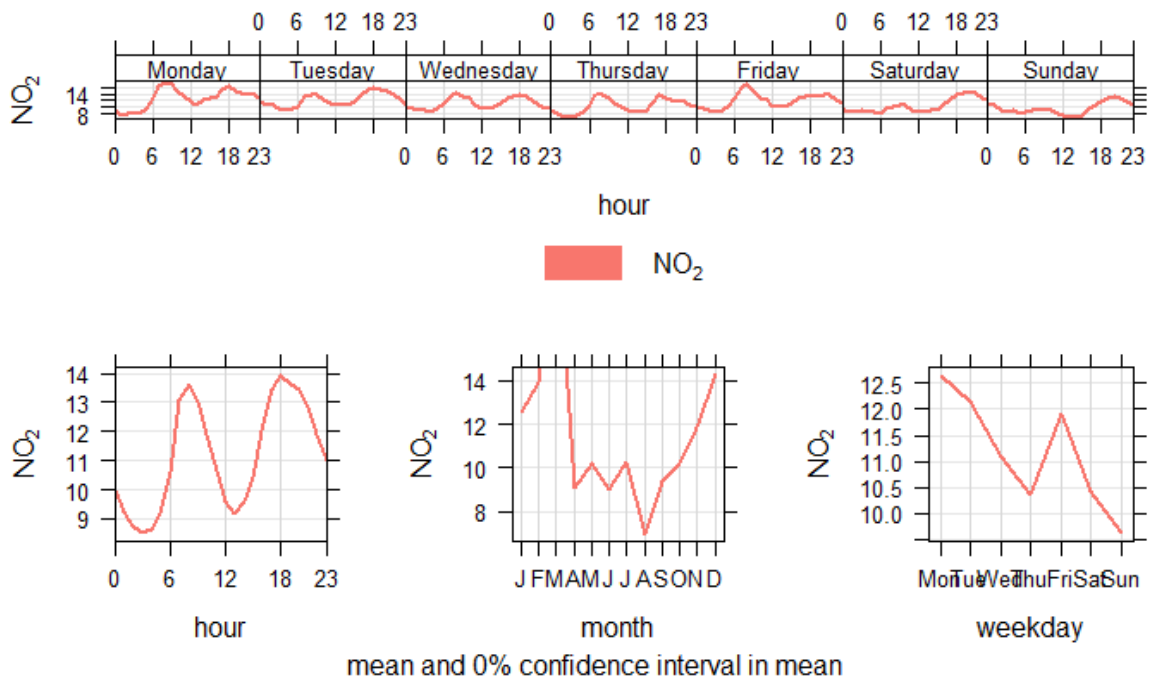 0 6 12 18 23 0 6 12 18 23 0 6 12 18 23
Monday Tuesday Wednesday Thursday Friday Saturday Sunday
NO₂
14
8
0 6 12 18 23 0 6 12 18 23 0 6 12 18 23 0 6 12 18 23
hour
NO₂
NO₂
14
13
12
11
10
9
0 6 12 18 23
hour
NO₂
14
12
10
8
J F M A M J J A S O N D
month
NO₂
12.5
12.0
11.5
11.0
10.5
10.0
Mon Tue Wed Thu Fri Sat Sun
weekday
mean and 0% confidence interval in mean